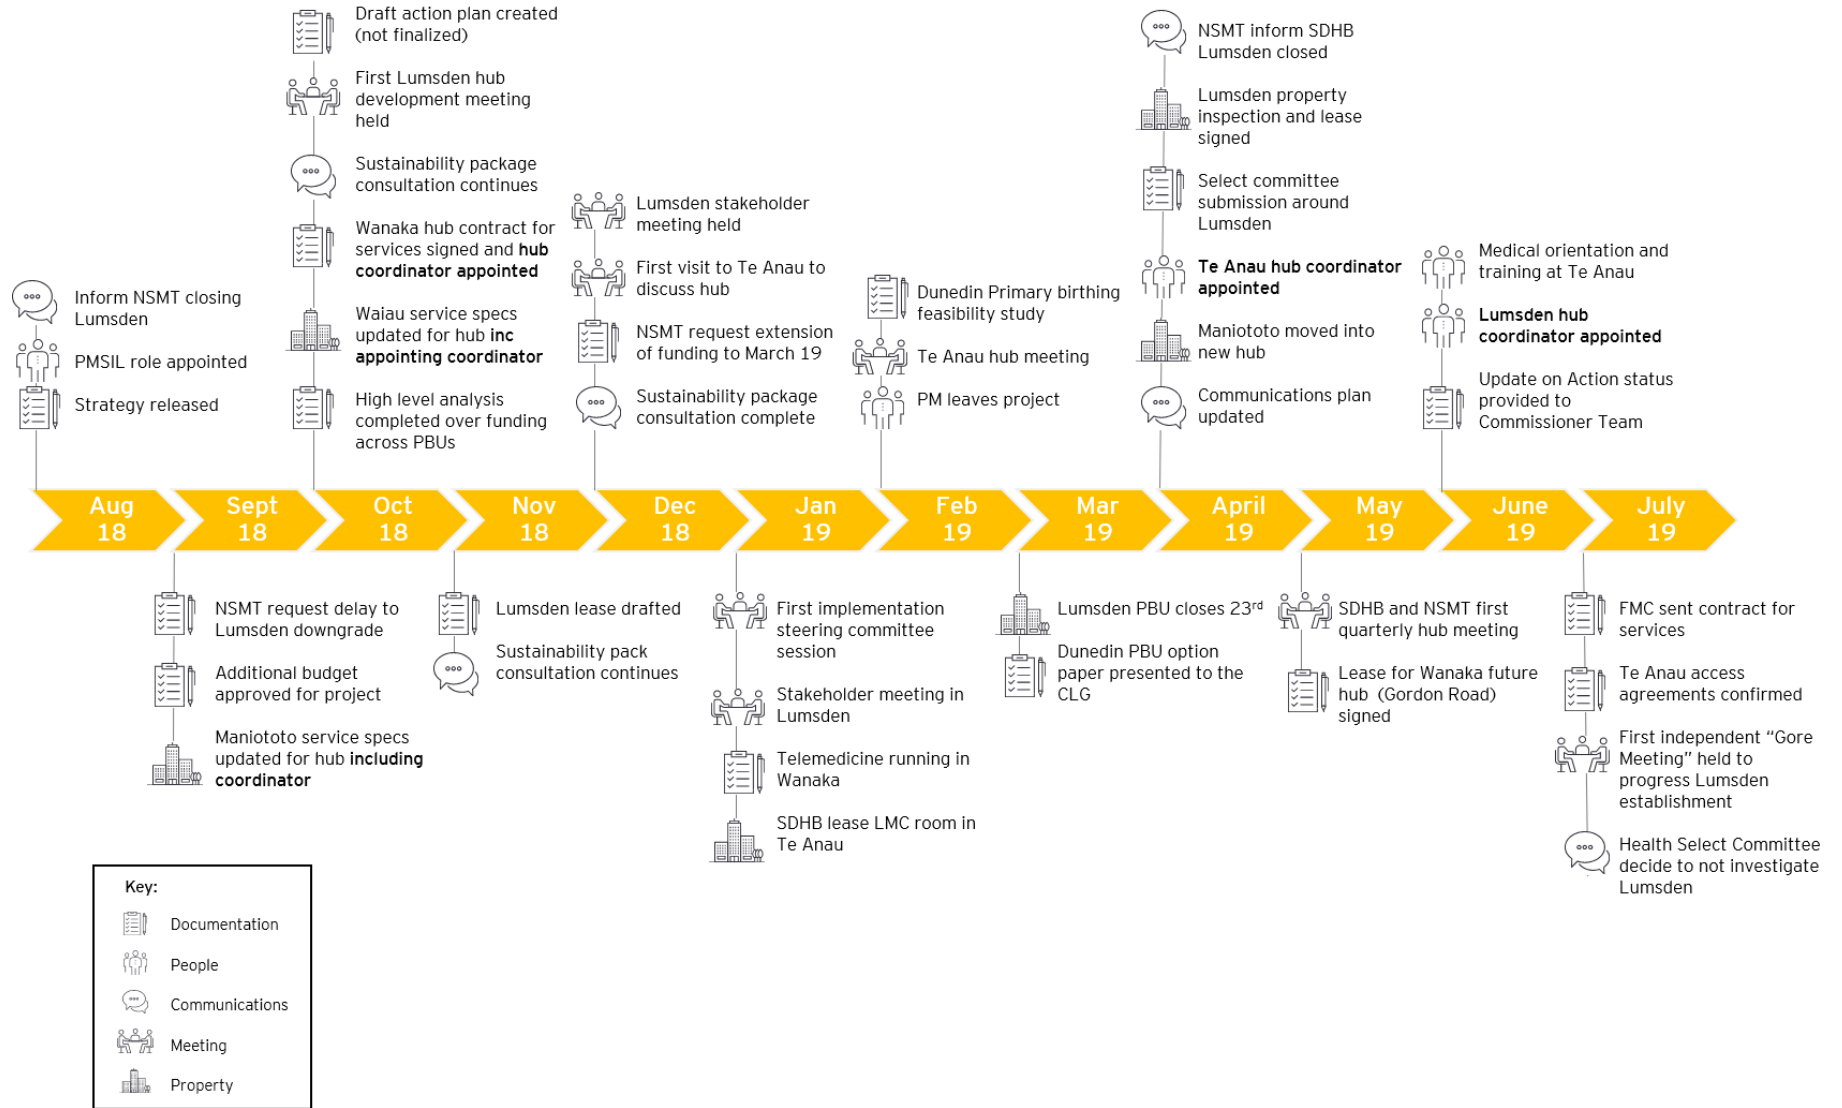 Draft action plan created
(not finalized)
First Lumsden hub
development meeting
held
Sustainability package
consultation continues
Wanaka hub contract for
services signed and hub
coordinator appointed
Waiau service specs
updated for hub inc
appointing coordinator
High level analysis
completed over funding
across PBUs
NSMT inform SDHB
Lumsden closed
Lumsden property
inspection and lease
signed
Select committee
submission around
Lumsden
Te Anau hub coordinator
appointed
Maniototo moved into
new hub
Communications plan
updated
Lumsden stakeholder
meeting held
First visit to Te Anau to
discuss hub
NSMT request extension
of funding to March 19
Sustainability package
consultation complete
Inform NSMT closing
Lumsden
PMSIL role appointed
Strategy released
Dunedin Primary birthing
feasibility study
Te Anau hub meeting
PM leaves project
Medical orientation and
training at Te Anau
Lumsden hub
coordinator appointed
Update on Action status
provided to
Commissioner Team
Aug
18
Sept
18
Oct
18
Nov
18
Dec
18
Jan
19
Feb
19
Mar
19
April
19
May
19
June
19
July
19
NSMT request delay to
Lumsden downgrade
Additional budget
approved for project
Maniototo service specs
updated for hub including
coordinator
Lumsden lease drafted
Sustainability pack
consultation continues
First implementation
steering committee
session
Stakeholder meeting in
Lumsden
Telemedicine running in
Wanaka
SDHB lease LMC room in
Te Anau
Lumsden PBU closes 23rd
Dunedin PBU option
paper presented to the
CLG
SDHB and NSMT first
quarterly hub meeting
Lease for Wanaka future
hub (Gordon Road)
signed
FMC sent contract for
services
Te Anau access
agreements confirmed
First independent “Gore
Meeting” held to
progress Lumsden
establishment
Health Select Committee
decide to not investigate
Lumsden
Key:
Documentation
People
Communications
Meeting
Property